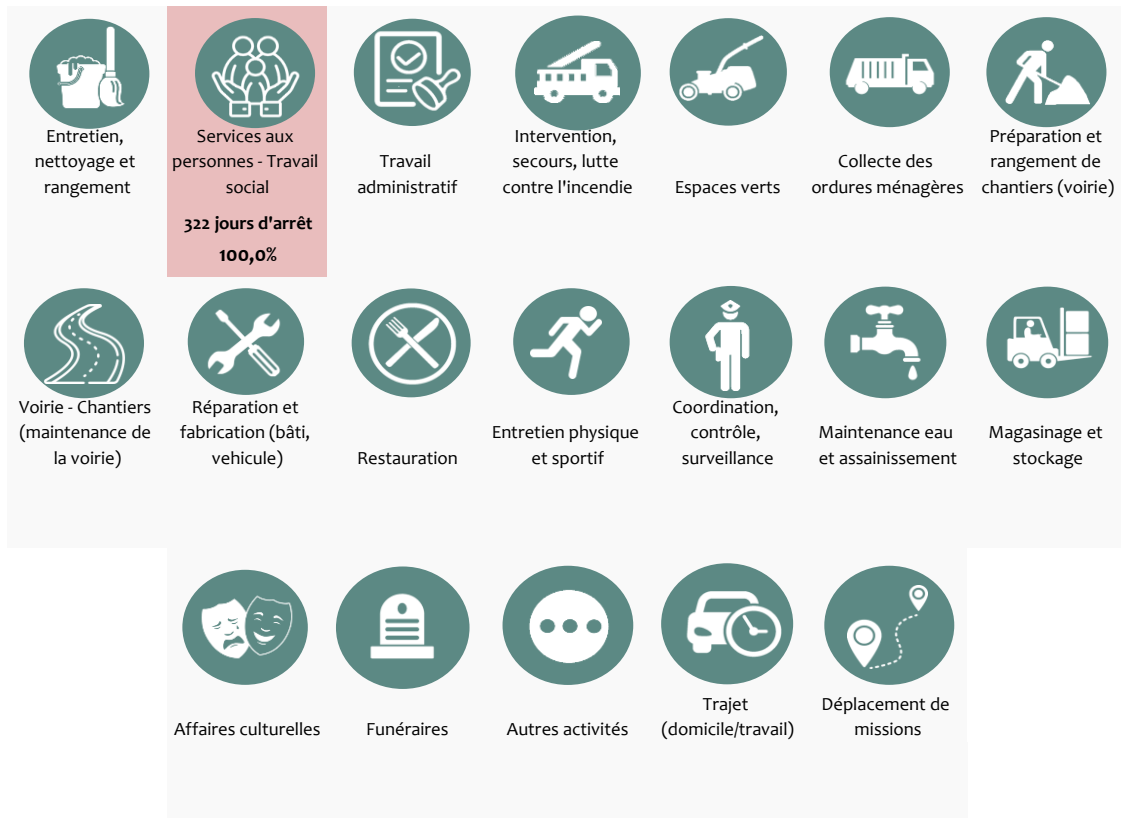 Entretien,
nettoyage et
rangement
Services aux
personnes - Travail
social
322 jours d'arrêt
100,0%
Travail
administratif
Intervention,
secours, lutte
contre l'incendie
Espaces verts
Collecte des
ordures ménagères
Préparation et
rangement de
chantiers (voirie)
Voirie - Chantiers
(maintenance de
la voirie)
Réparation et
fabrication (bâti,
vehicule)
Restauration
Entretien physique
et sportif
Coordination,
contrôle,
surveillance
Maintenance eau
et assainissement
Magasinage et
stockage
Affaires culturelles
Funéraires
Autres activités
Trajet
(domicile/travail)
Déplacement de
missions